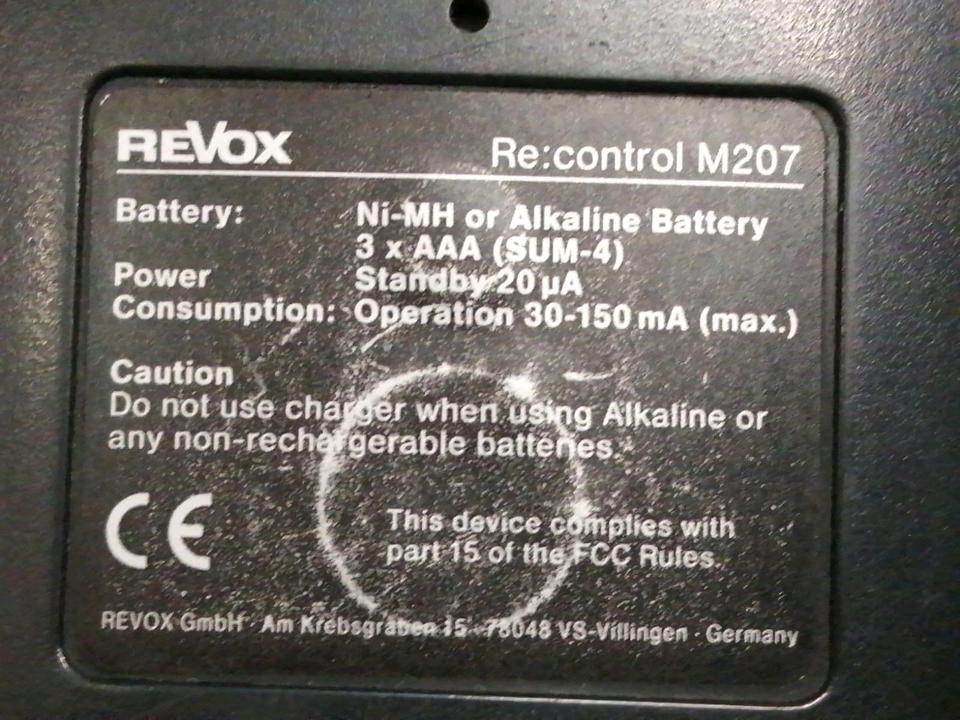 REVOX Re:control M207
Battery: Ni-MH or Alkaline Battery
3 x AAA (SUM-4)
Power Standby 20 µA
Consumption: Operation 30-150 mA (max.)
Caution
Do not use charger when using Alkaline or
any non-rechargerable batteries.
CE
This device complies with
part 15 of the FCC Rules.
REVOX GmbH · Am Krebsgraben 15 · 78048 VS-Villingen · Germany